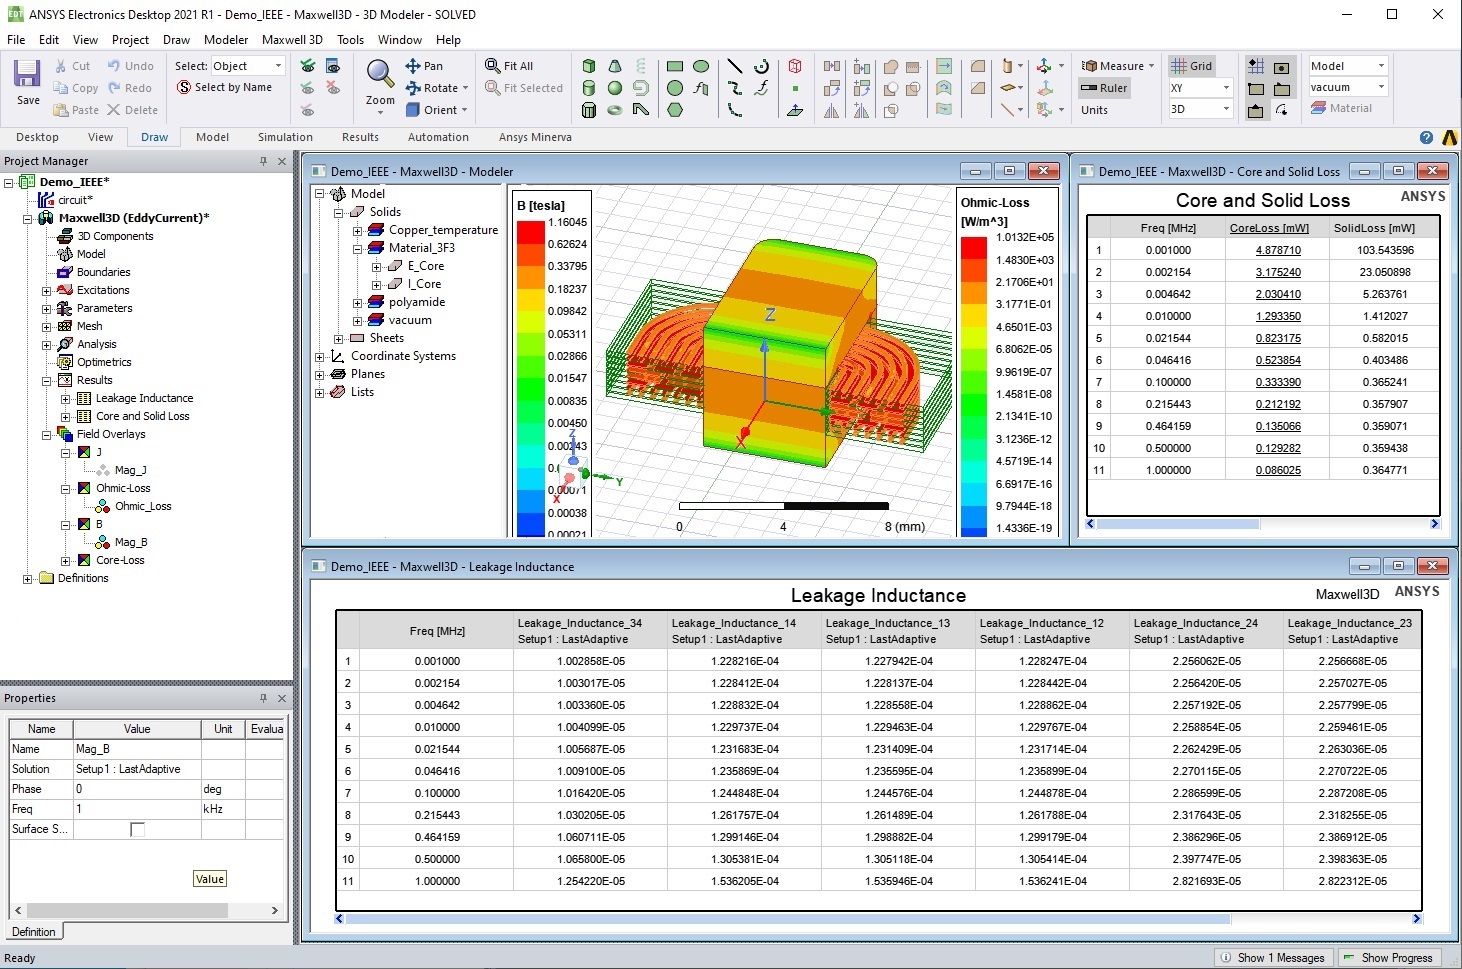 ANSYS Electronics Desktop 2021 R1 - Demo_IEEE - Maxwell3D - 3D Modeler - SOLVED
File Edit View Project Draw Modeler Maxwell 3D Tools Window Help
Save
Cut Undo
Copy Redo
Paste Delete
Select: Object
Select by Name
Zoom
Pan
Rotate
Orient
Fit All
Fit Selected
Measure
Ruler
Units
Grid
XY
3D
Model
vacuum
Material
Desktop View Draw Model Simulation Results Automation Ansys Minerva
Project Manager
Demo_IEEE*
circuit*
Maxwell3D (EddyCurrent)*
3D Components
Model
Boundaries
Excitations
Parameters
Mesh
Analysis
Optimetrics
Results
Leakage Inductance
Core and Solid Loss
Field Overlays
J
Mag_J
Ohmic-Loss
Ohmic_Loss
B
Mag_B
Core-Loss
Definitions
Properties
Name Value Unit Evalua
Name Mag_B
Solution Setup1 : LastAdaptive
Phase 0 deg
Freq 1 kHz
Surface S...
Value
Definition
Ready
Demo_IEEE - Maxwell3D - Modeler
Model
Solids
Copper_temperature
Material_3F3
E_Core
I_Core
polyamide
vacuum
Sheets
Coordinate Systems
Planes
Lists
B [tesla]
1.16045
0.62624
0.33795
0.18237
0.09842
0.05311
0.02866
0.01547
0.00835
0.00450
0.00243
0.00071
0.00038
0.00021
Z
X
Z
Y
X
0 4 8 (mm)
Ohmic-Loss
[W/m^3]
1.0132E+05
1.4830E+03
2.1706E+01
3.1771E-01
4.6501E-03
6.8062E-05
9.9619E-07
1.4581E-08
2.1341E-10
3.1236E-12
4.5719E-14
6.6917E-16
9.7944E-18
1.4336E-19
Demo_IEEE - Maxwell3D - Core and Solid Loss
Core and Solid Loss ANSYS
Freq [MHz] CoreLoss [mW] SolidLoss [mW]
1 0.001000 4.878710 103.543596
2 0.002154 3.175240 23.050898
3 0.004642 2.030410 5.263761
4 0.010000 1.293350 1.412027
5 0.021544 0.823175 0.582015
6 0.046416 0.523854 0.403486
7 0.100000 0.333390 0.365241
8 0.215443 0.212192 0.357907
9 0.464159 0.135066 0.359071
10 0.500000 0.129282 0.359438
11 1.000000 0.086025 0.364771
Demo_IEEE - Maxwell3D - Leakage Inductance
Leakage Inductance Maxwell3D ANSYS
Freq [MHz] Leakage_Inductance_34 Leakage_Inductance_14 Leakage_Inductance_13 Leakage_Inductance_12 Leakage_Inductance_24 Leakage_Inductance_23
Setup1 : LastAdaptive Setup1 : LastAdaptive Setup1 : LastAdaptive Setup1 : LastAdaptive Setup1 : LastAdaptive Setup1 : LastAdaptive
1 0.001000 1.002858E-05 1.228216E-04 1.227942E-04 1.228247E-04 2.256062E-05 2.256668E-05
2 0.002154 1.003017E-05 1.228412E-04 1.228137E-04 1.228442E-04 2.256420E-05 2.257027E-05
3 0.004642 1.003360E-05 1.228832E-04 1.228558E-04 1.228862E-04 2.257192E-05 2.257799E-05
4 0.010000 1.004099E-05 1.229737E-04 1.229463E-04 1.229767E-04 2.258854E-05 2.259461E-05
5 0.021544 1.005687E-05 1.231683E-04 1.231409E-04 1.231714E-04 2.262429E-05 2.263036E-05
6 0.046416 1.009100E-05 1.235869E-04 1.235595E-04 1.235899E-04 2.270115E-05 2.270722E-05
7 0.100000 1.016420E-05 1.244848E-04 1.244576E-04 1.244878E-04 2.286599E-05 2.287208E-05
8 0.215443 1.030205E-05 1.261757E-04 1.261489E-04 1.261788E-04 2.317643E-05 2.318255E-05
9 0.464159 1.060711E-05 1.299146E-04 1.298882E-04 1.299179E-04 2.386296E-05 2.386912E-05
10 0.500000 1.065800E-05 1.305381E-04 1.305118E-04 1.305414E-04 2.397747E-05 2.398363E-05
11 1.000000 1.254220E-05 1.536205E-04 1.535946E-04 1.536241E-04 2.821693E-05 2.822312E-05
Show 1 Messages Show Progress